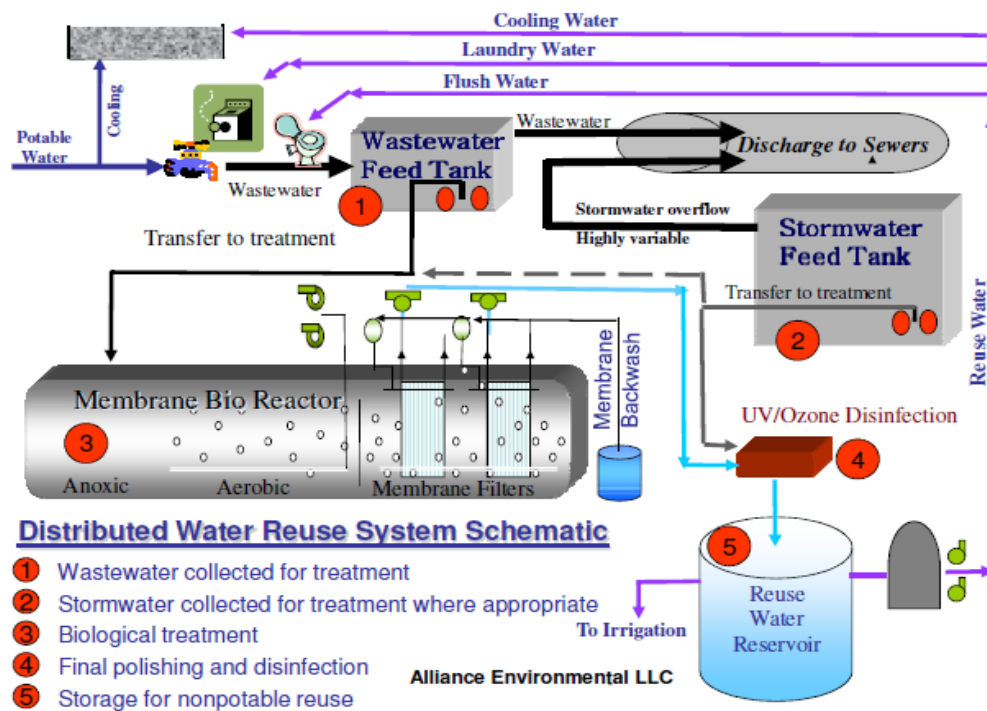 Cooling Water
Laundry Water
Flush Water
Cooling
Potable
Water
Wastewater
Wastewater
Feed Tank
1
Wastewater
Discharge to Sewers
Stormwater overflow
Highly variable
Stormwater
Feed Tank
Transfer to treatment
2
Reuse Water
Transfer to treatment
Membrane Bio Reactor
3
Anoxic
Aerobic
Membrane Filters
Membrane
Backwash
UV/Ozone Disinfection
4
5
Reuse
Water
Reservoir
To Irrigation
Distributed Water Reuse System Schematic
1 Wastewater collected for treatment
2 Stormwater collected for treatment where appropriate
3 Biological treatment
4 Final polishing and disinfection
5 Storage for nonpotable reuse
Alliance Environmental LLC